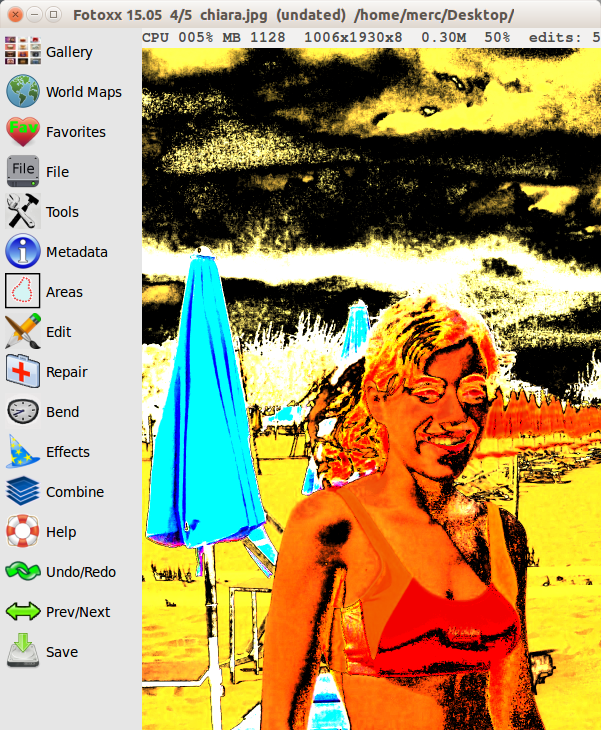 Fotoxx 15.05 4/5 chiara.jpg (undated) /home/merc/Desktop/
CPU 005% MB 1128 1006x1930x8 0.30M 50% edits: 5
Gallery
World Maps
Fav
Favorites
File
File
Tools
Metadata
Areas
Edit
Repair
Bend
Effects
Combine
Help
Undo/Redo
Prev/Next
Save